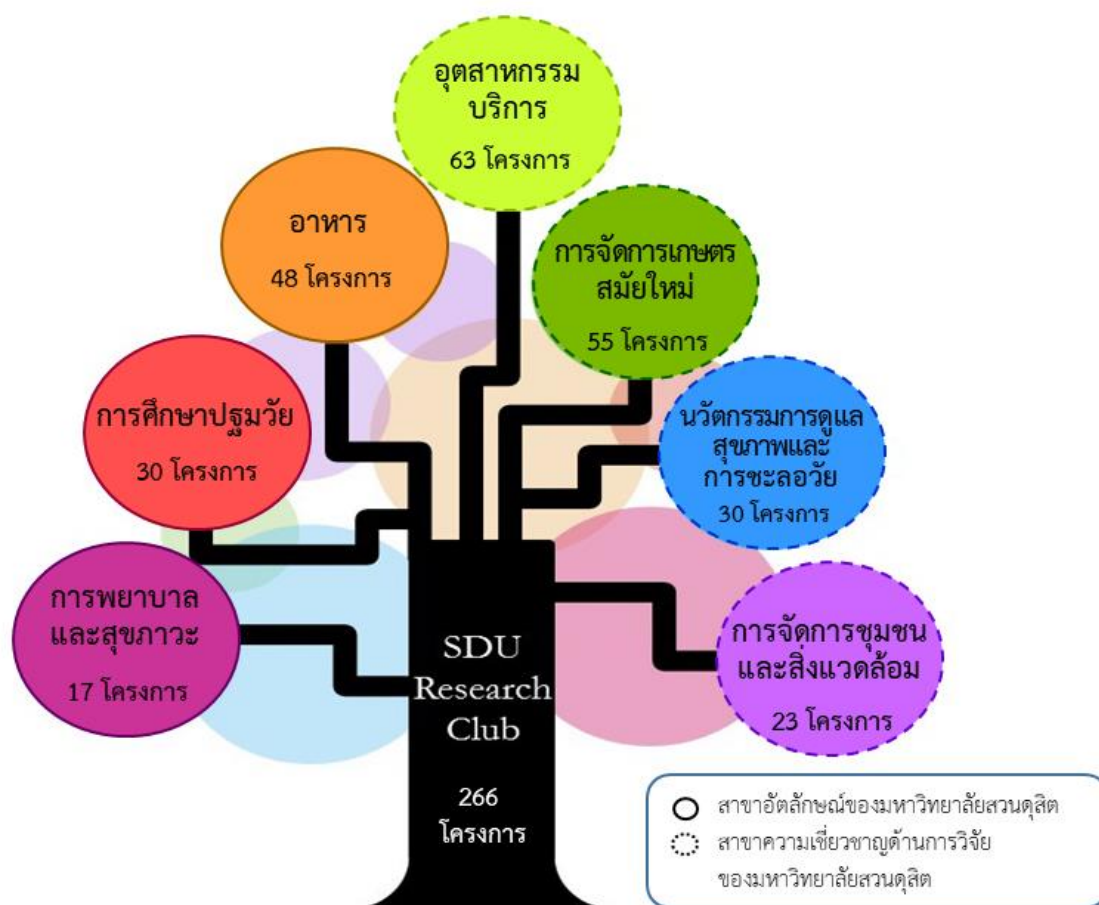 อุตสาหกรรม
บริการ
63 โครงการ
อาหาร
48 โครงการ
การจัดการเกษตร
สมัยใหม่
55 โครงการ
การศึกษาปฐมวัย
30 โครงการ
นวัตกรรมการดูแล
สุขภาพและ
การชะลอวัย
30 โครงการ
การพยาบาล
และสุขภาวะ
17 โครงการ
การจัดการชุมชน
และสิ่งแวดล้อม
23 โครงการ
SDU
Research
Club
266
โครงการ
สาขาอัตลักษณ์ของมหาวิทยาลัยสวนดุสิต
สาขาความเชี่ยวชาญด้านการวิจัย
ของมหาวิทยาลัยสวนดุสิต